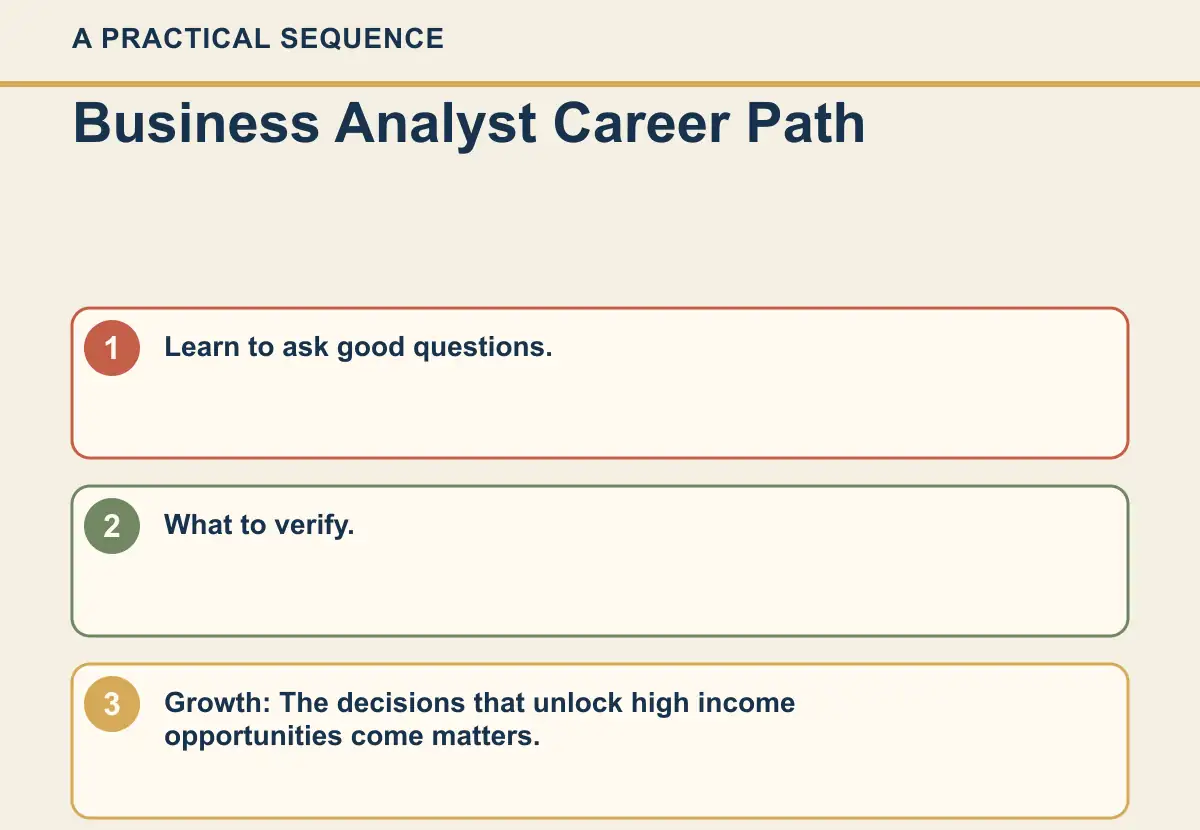 A PRACTICAL SEQUENCE
Business Analyst Career Path
1
Learn to ask good questions.
2
What to verify.
3
Growth: The decisions that unlock high income
opportunities come matters.